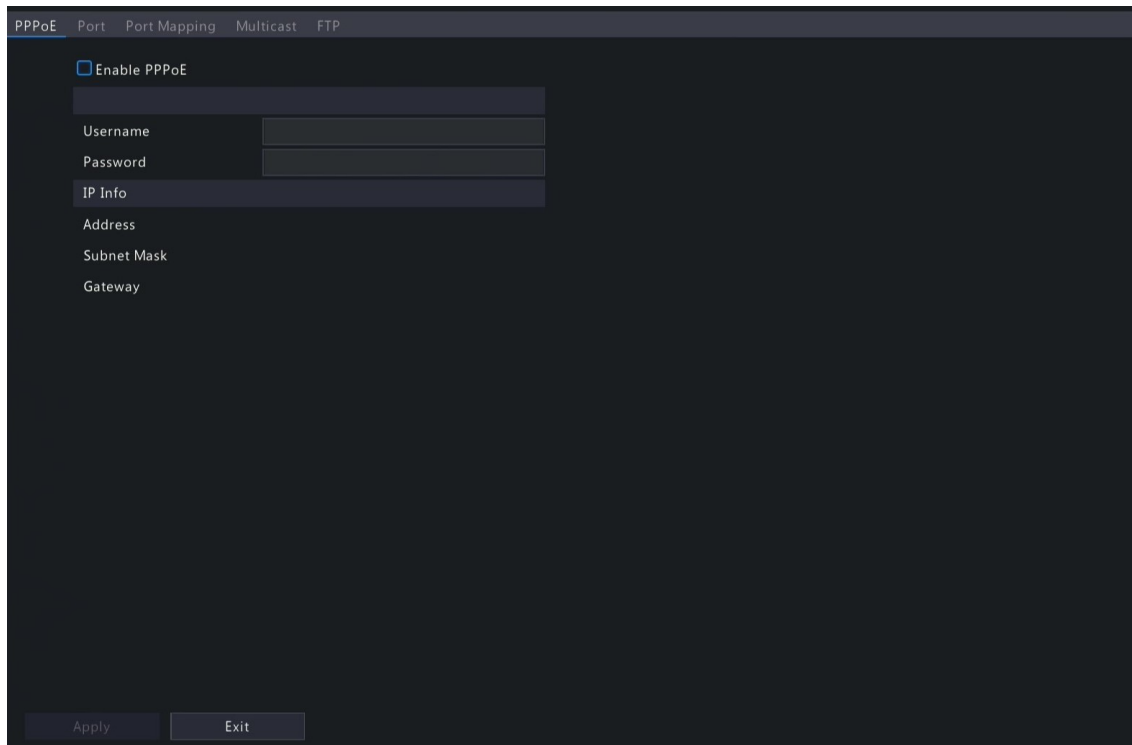 PPPoE Port Port Mapping Multicast FTP
Enable PPPoE
Username
Password
IP Info
Address
Subnet Mask
Gateway
Apply Exit